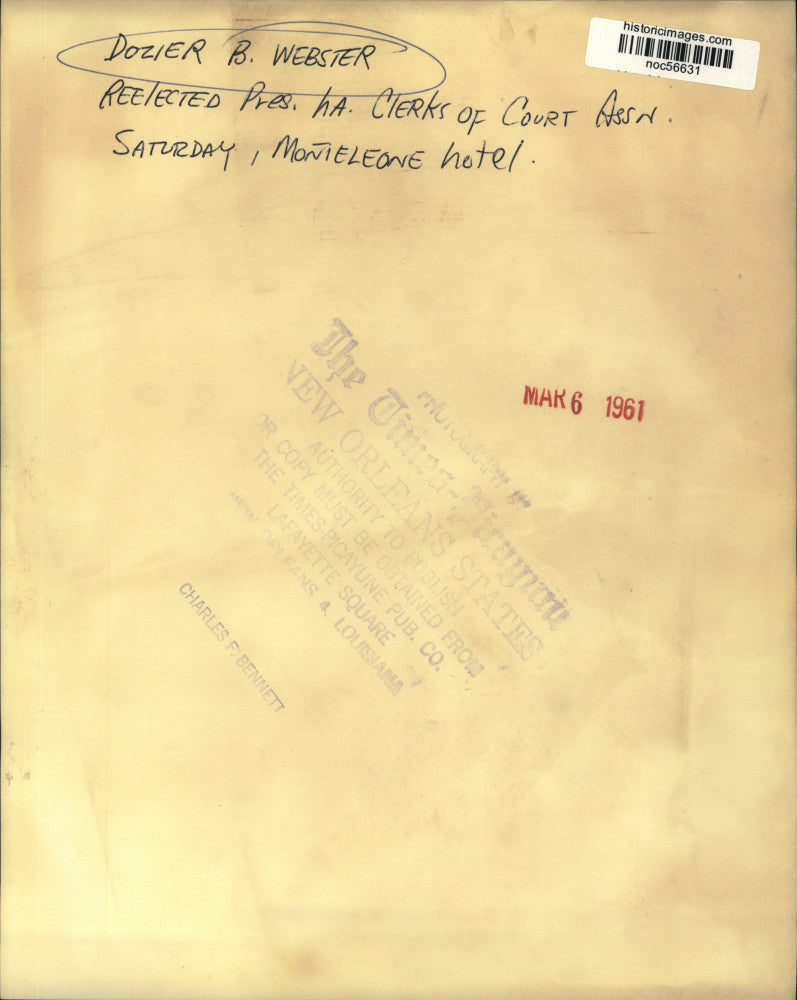 historicimages.com
noc56631
DOZIER B. WEBSTER
REELECTED Pres. LA. CLERKS OF COURT ASSN.
SATURDAY, MONTELEONE hotel.
MAR 6 1961
PHOTOGRAPH BY
The Times-Picayune
NEW ORLEANS STATES
AUTHORITY TO PUBLISH
OR COPY MUST BE OBTAINED FROM
THE TIMES-PICAYUNE PUB. CO.
LAFAYETTE SQUARE
4, LOUISIANA
CHARLES F. BENNETT